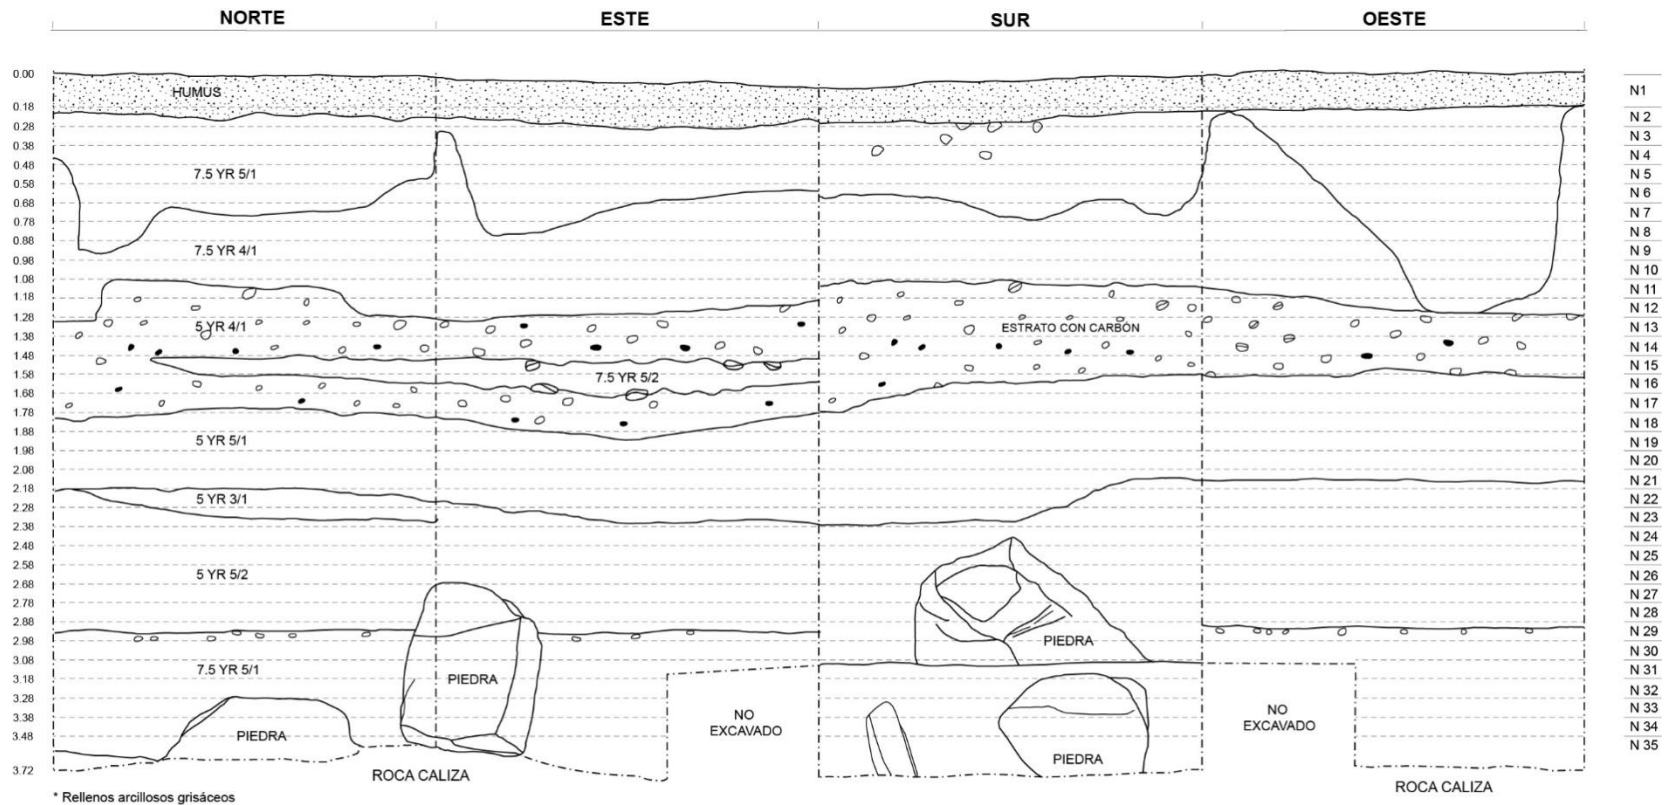 NORTE ESTE SUR OESTE
0.00
HUMUS
N1
0.18
N 2
0.28
N 3
0.38
N 4
0.48
7.5 YR 5/1
N 5
0.58
N 6
0.68
N 7
0.78
N 8
0.88
7.5 YR 4/1
N 9
0.98
N 10
1.08
N 11
1.18
N 12
1.28
5 YR 4/1
ESTRATO CON CARBÓN
N 13
1.38
N 14
1.48
N 15
1.58
7.5 YR 5/2
N 16
1.68
N 17
1.78
N 18
1.88
5 YR 5/1
N 19
1.98
N 20
2.08
N 21
2.18
5 YR 3/1
N 22
2.28
N 23
2.38
N 24
2.48
N 25
2.58
5 YR 5/2
N 26
2.68
N 27
2.78
N 28
2.88
N 29
2.98
PIEDRA
N 30
3.08
7.5 YR 5/1
N 31
3.18
PIEDRA
N 32
3.28
N 33
3.38
NO
EXCAVADO
NO
EXCAVADO
N 34
3.48
PIEDRA
N 35
PIEDRA
3.72
ROCA CALIZA
ROCA CALIZA
* Rellenos arcillosos grisáceos